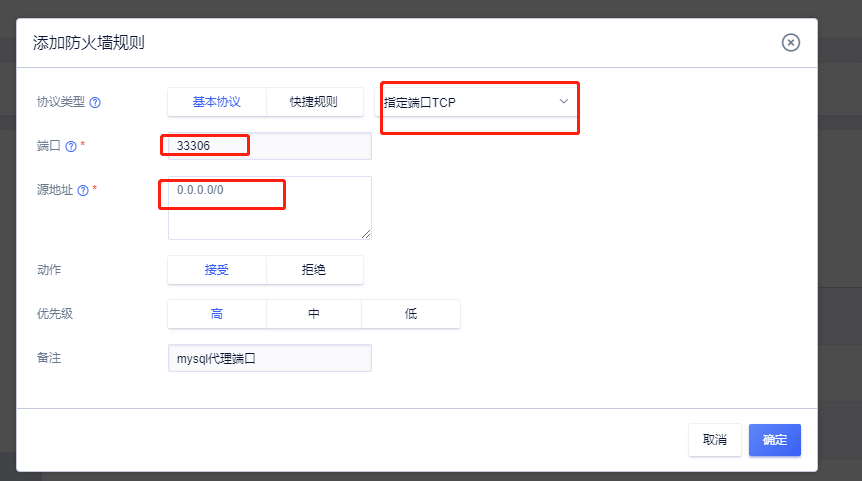 添加防火墙规则
协议类型 基本协议 快捷规则 指定端口TCP
端口 * 33306
源地址 * 0.0.0.0/0
动作 接受 拒绝
优先级 高 中 低
备注 mysql代理端口
取消 确定